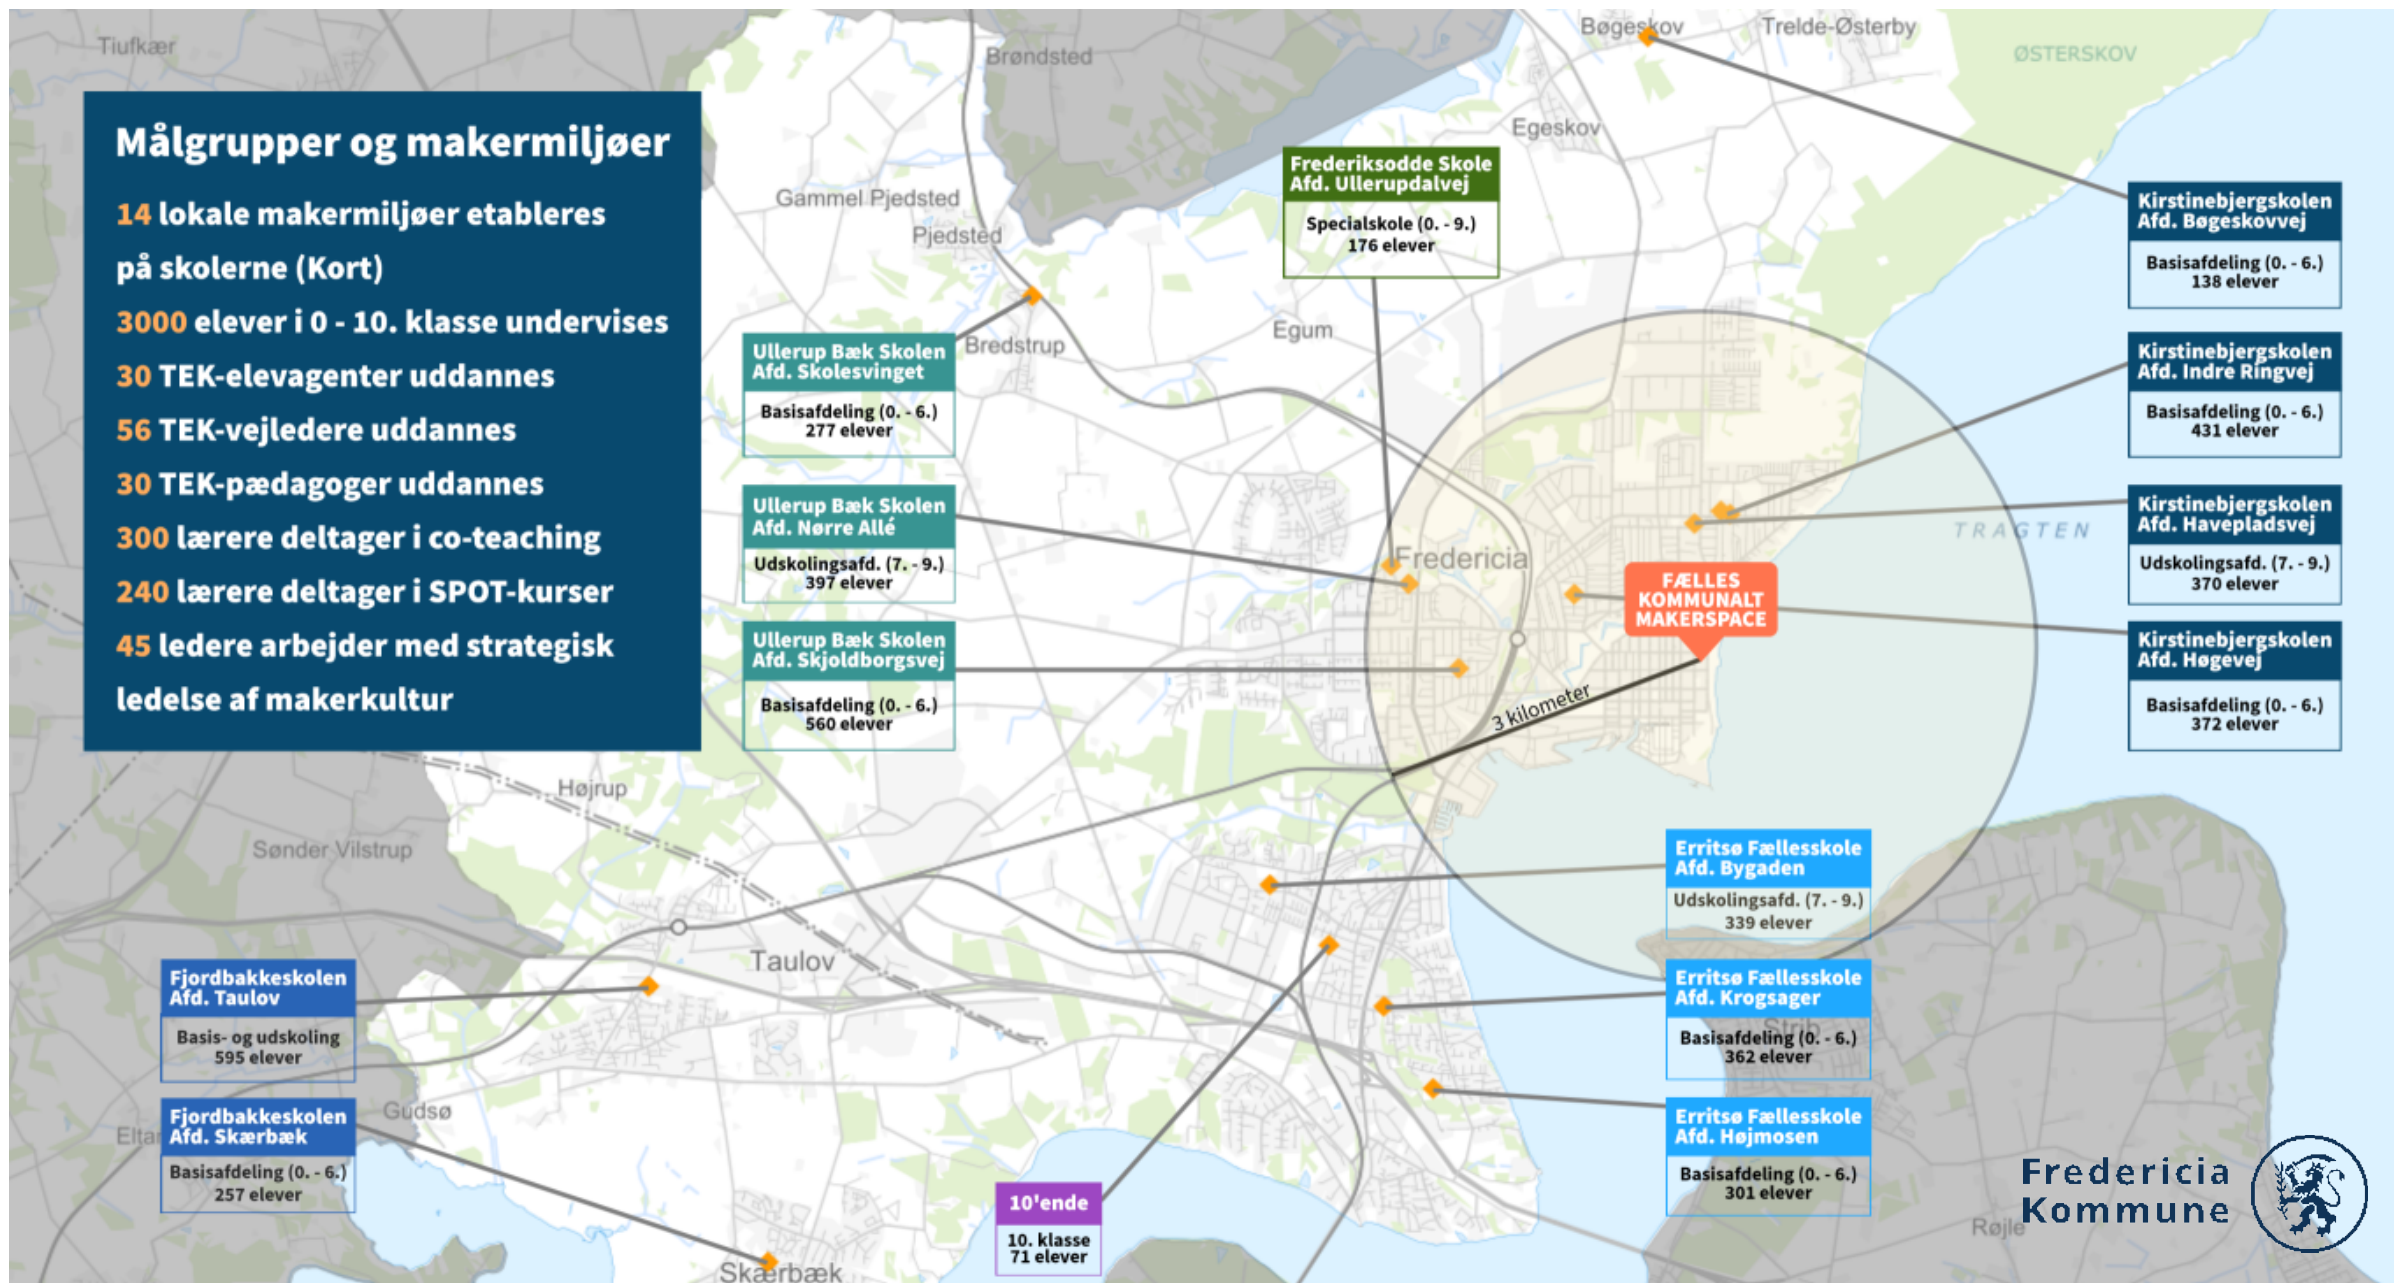 Tiufkær
Brøndsted
Bøgeskov
Trelde-Østerby
ØSTERSKOV
Egeskov
Gammel Pjedsted
Pjedsted
Bredstrup
Egum
Målgrupper og makermiljøer
14 lokale makermiljøer etableres
på skolerne (Kort)
3000 elever i 0 - 10. klasse undervises
30 TEK-elevagenter uddannes
56 TEK-vejledere uddannes
30 TEK-pædagoger uddannes
300 lærere deltager i co-teaching
240 lærere deltager i SPOT-kurser
45 ledere arbejder med strategisk
ledelse af makerkultur
Frederiksodde Skole
Afd. Ullerupdalvej
Specialskole (0. - 9.)
176 elever
Ullerup Bæk Skolen
Afd. Skolesvinget
Basisafdeling (0. - 6.)
277 elever
Ullerup Bæk Skolen
Afd. Nørre Allé
Udskolingsafd. (7. - 9.)
397 elever
Ullerup Bæk Skolen
Afd. Skjoldborgsvej
Basisafdeling (0. - 6.)
560 elever
Kirstinebjergskolen
Afd. Bøgeskovvej
Basisafdeling (0. - 6.)
138 elever
Kirstinebjergskolen
Afd. Indre Ringvej
Basisafdeling (0. - 6.)
431 elever
Kirstinebjergskolen
Afd. Havepladsvej
Udskolingsafd. (7. - 9.)
370 elever
Kirstinebjergskolen
Afd. Høgevej
Basisafdeling (0. - 6.)
372 elever
TRAGTEN
Fredericia
FÆLLES
KOMMUNALT
MAKERSPACE
3 kilometer
Højrup
Sønder Vilstrup
Taulov
Gudsø
Skærbæk
Strib
Røjle
Erritsø Fællesskole
Afd. Bygaden
Udskolingsafd. (7. - 9.)
339 elever
Erritsø Fællesskole
Afd. Krogsager
Basisafdeling (0. - 6.)
362 elever
Erritsø Fællesskole
Afd. Højmosen
Basisafdeling (0. - 6.)
301 elever
Fjordbakkeskolen
Afd. Taulov
Basis- og udskoling
595 elever
Fjordbakkeskolen
Afd. Skærbæk
Basisafdeling (0. - 6.)
257 elever
10'ende
10. klasse
71 elever
Fredericia
Kommune